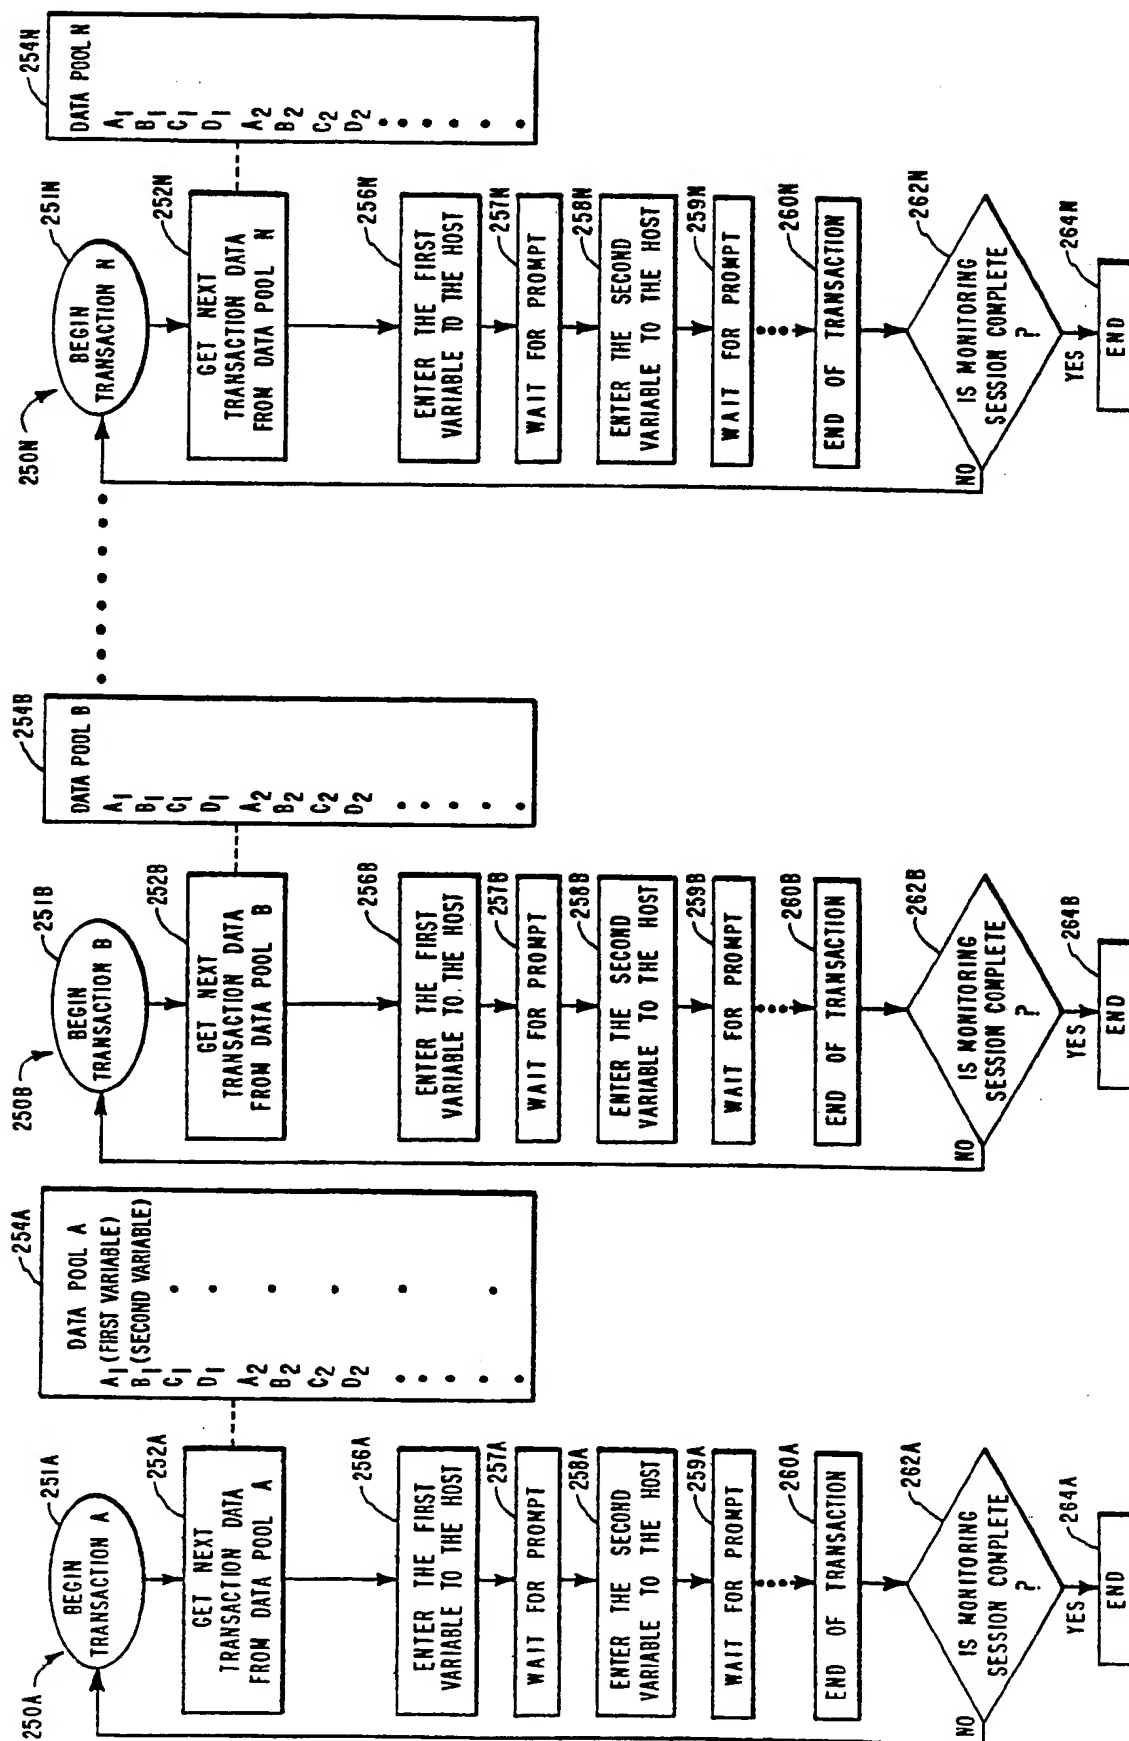 250A
251A
BEGIN
TRANSACTION A
252A
GET NEXT
TRANSACTION DATA
FROM DATA POOL A
254A
DATA POOL A
A1 (FIRST VARIABLE)
B1 (SECOND VARIABLE)
C1
D1
A2
B2
C2
D2
256A
ENTER THE FIRST
VARIABLE TO THE HOST
257A
WAIT FOR PROMPT
258A
ENTER THE SECOND
VARIABLE TO THE HOST
259A
WAIT FOR PROMPT
260A
END OF TRANSACTION
262A
IS MONITORING
SESSION COMPLETE
?
NO
YES
264A
END
250B
251B
BEGIN
TRANSACTION B
252B
GET NEXT
TRANSACTION DATA
FROM DATA POOL B
254B
DATA POOL B
A1
B1
C1
D1
A2
B2
C2
D2
256B
ENTER THE FIRST
VARIABLE TO THE HOST
257B
WAIT FOR PROMPT
258B
ENTER THE SECOND
VARIABLE TO THE HOST
259B
WAIT FOR PROMPT
260B
END OF TRANSACTION
262B
IS MONITORING
SESSION COMPLETE
?
NO
YES
264B
END
250N
251N
BEGIN
TRANSACTION N
252N
GET NEXT
TRANSACTION DATA
FROM DATA POOL N
254N
DATA POOL N
A1
B1
C1
D1
A2
B2
C2
D2
256N
ENTER THE FIRST
VARIABLE TO THE HOST
257N
WAIT FOR PROMPT
258N
ENTER THE SECOND
VARIABLE TO THE HOST
259N
WAIT FOR PROMPT
260N
END OF TRANSACTION
262N
IS MONITORING
SESSION COMPLETE
?
NO
YES
264N
END